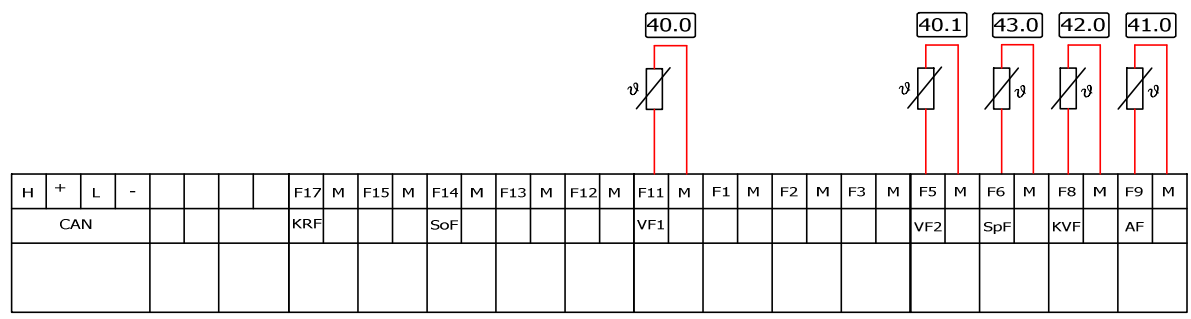 40.0 40.1 43.0 42.0 41.0
ϑ ϑ ϑ ϑ ϑ
H + L - F17 M F15 M F14 M F13 M F12 M F11 M F1 M F2 M F3 M F5 M F6 M F8 M F9 M
CAN KRF SoF VF1 VF2 SpF KVF AF